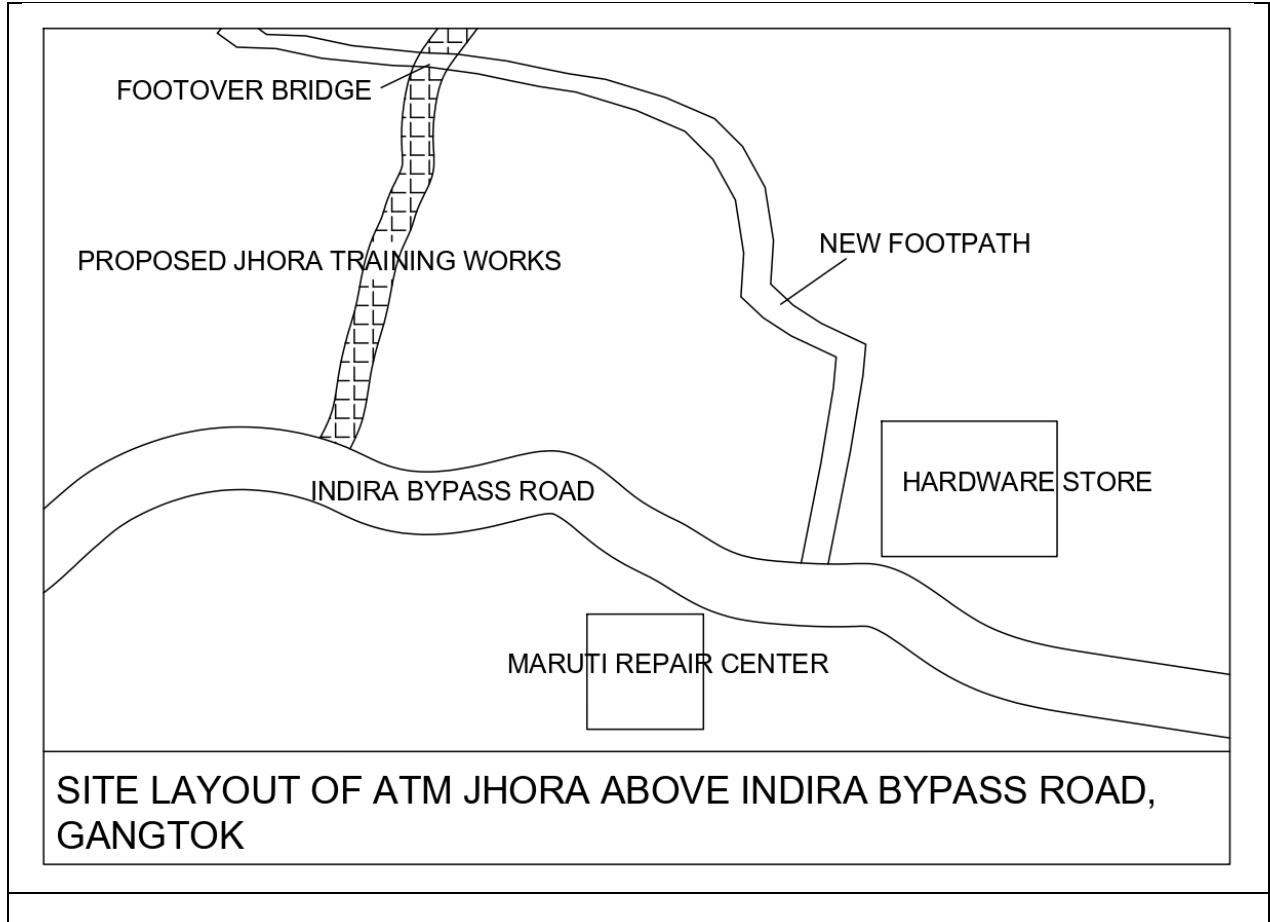 FOOTOVER BRIDGE
NEW FOOTPATH
PROPOSED JHORA TRAINING WORKS
HARDWARE STORE
INDIRA BYPASS ROAD
MARUTI REPAIR CENTER
SITE LAYOUT OF ATM JHORA ABOVE INDIRA BYPASS ROAD,
GANGTOK